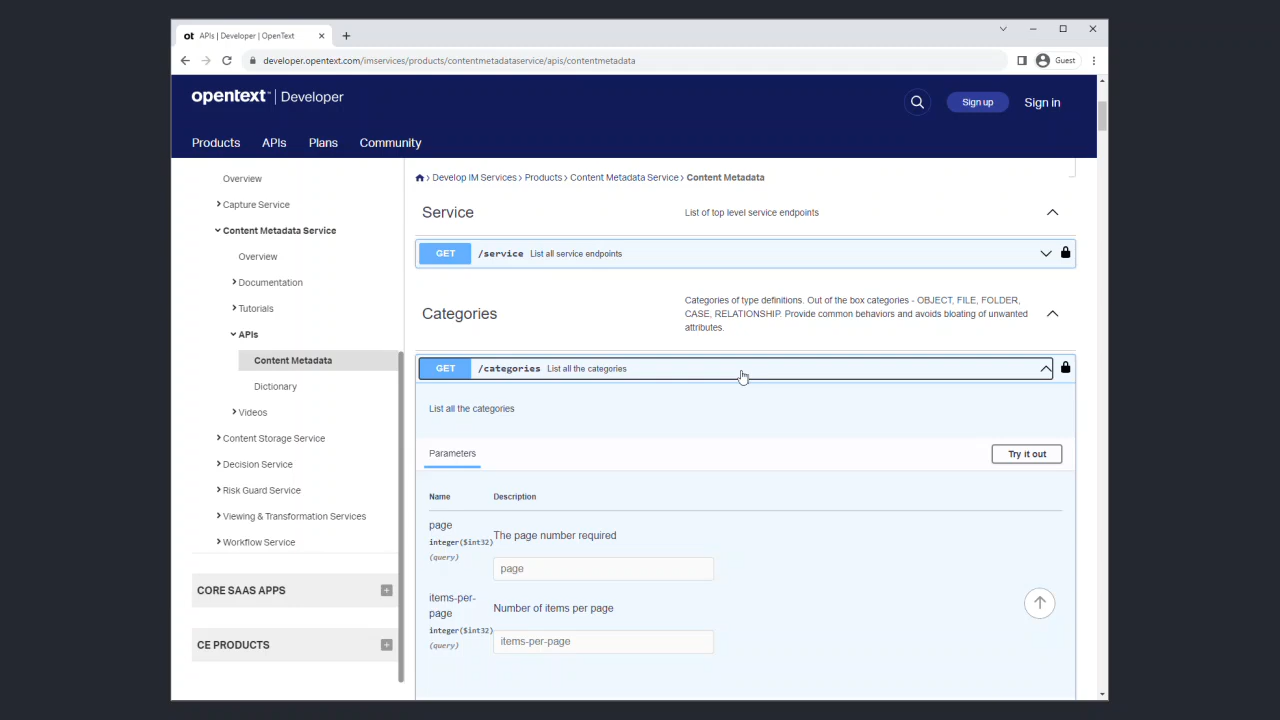 ot APIs | Developer | OpenText
developer.opentext.com/imservices/products/contentmetadataservice/apis/contentmetadata
Guest
opentext™ | Developer
Sign up
Sign in
Products
APIs
Plans
Community
Overview
Capture Service
Content Metadata Service
Overview
Documentation
Tutorials
APIs
Content Metadata
Dictionary
Videos
Content Storage Service
Decision Service
Risk Guard Service
Viewing & Transformation Services
Workflow Service
CORE SAAS APPS
CE PRODUCTS
Develop IM Services > Products > Content Metadata Service > Content Metadata
Service
List of top level service endpoints
GET /service List all service endpoints
Categories
Categories of type definitions. Out of the box categories - OBJECT, FILE, FOLDER,
CASE, RELATIONSHIP. Provide common behaviors and avoids bloating of unwanted
attributes.
GET /categories List all the categories
List all the categories
Parameters
Try it out
Name Description
page
integer($int32)
(query)
The page number required
page
items-per-
page
integer($int32)
(query)
Number of items per page
items-per-page